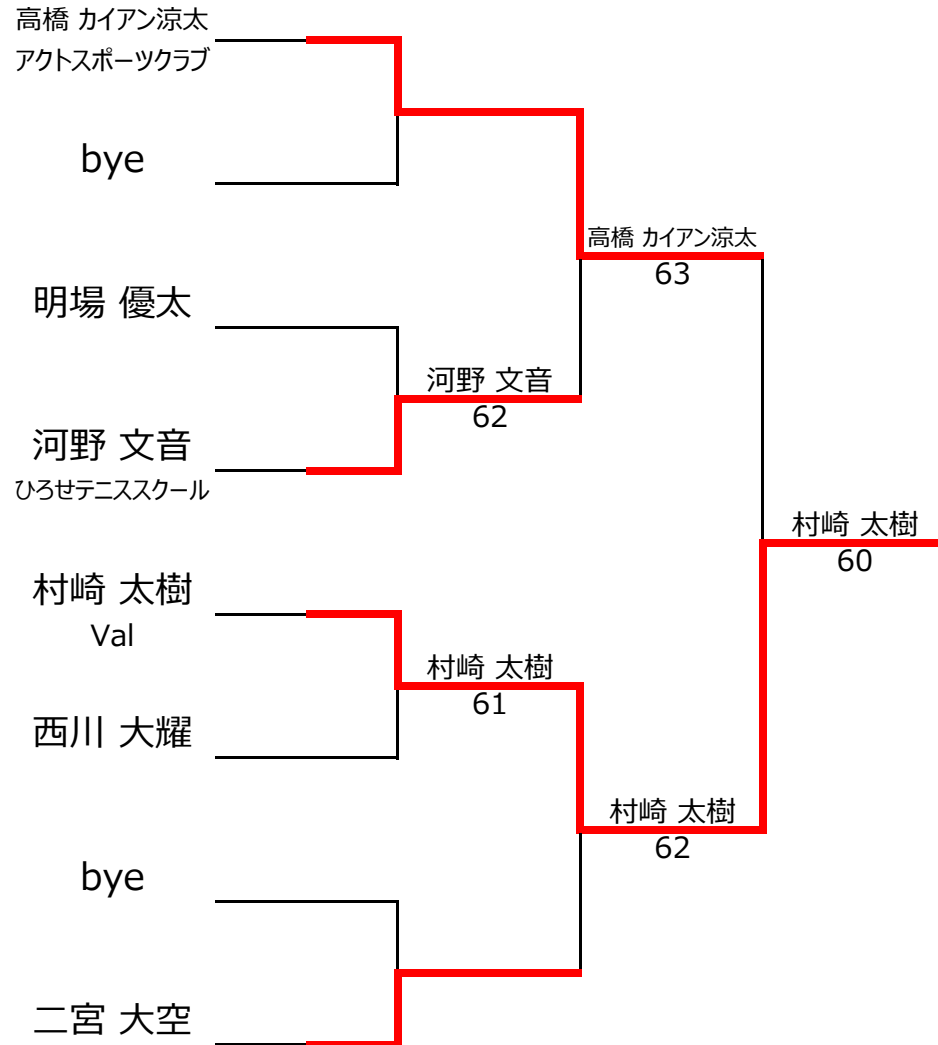 高橋 カイアン涼太
アクトスポーツクラブ
bye
高橋 カイアン涼太
63
明場 優太
河野 文音
62
河野 文音
ひろせテニススクール
村崎 太樹
60
村崎 太樹
Val
村崎 太樹
61
西川 大耀
村崎 太樹
62
bye
二宮 大空